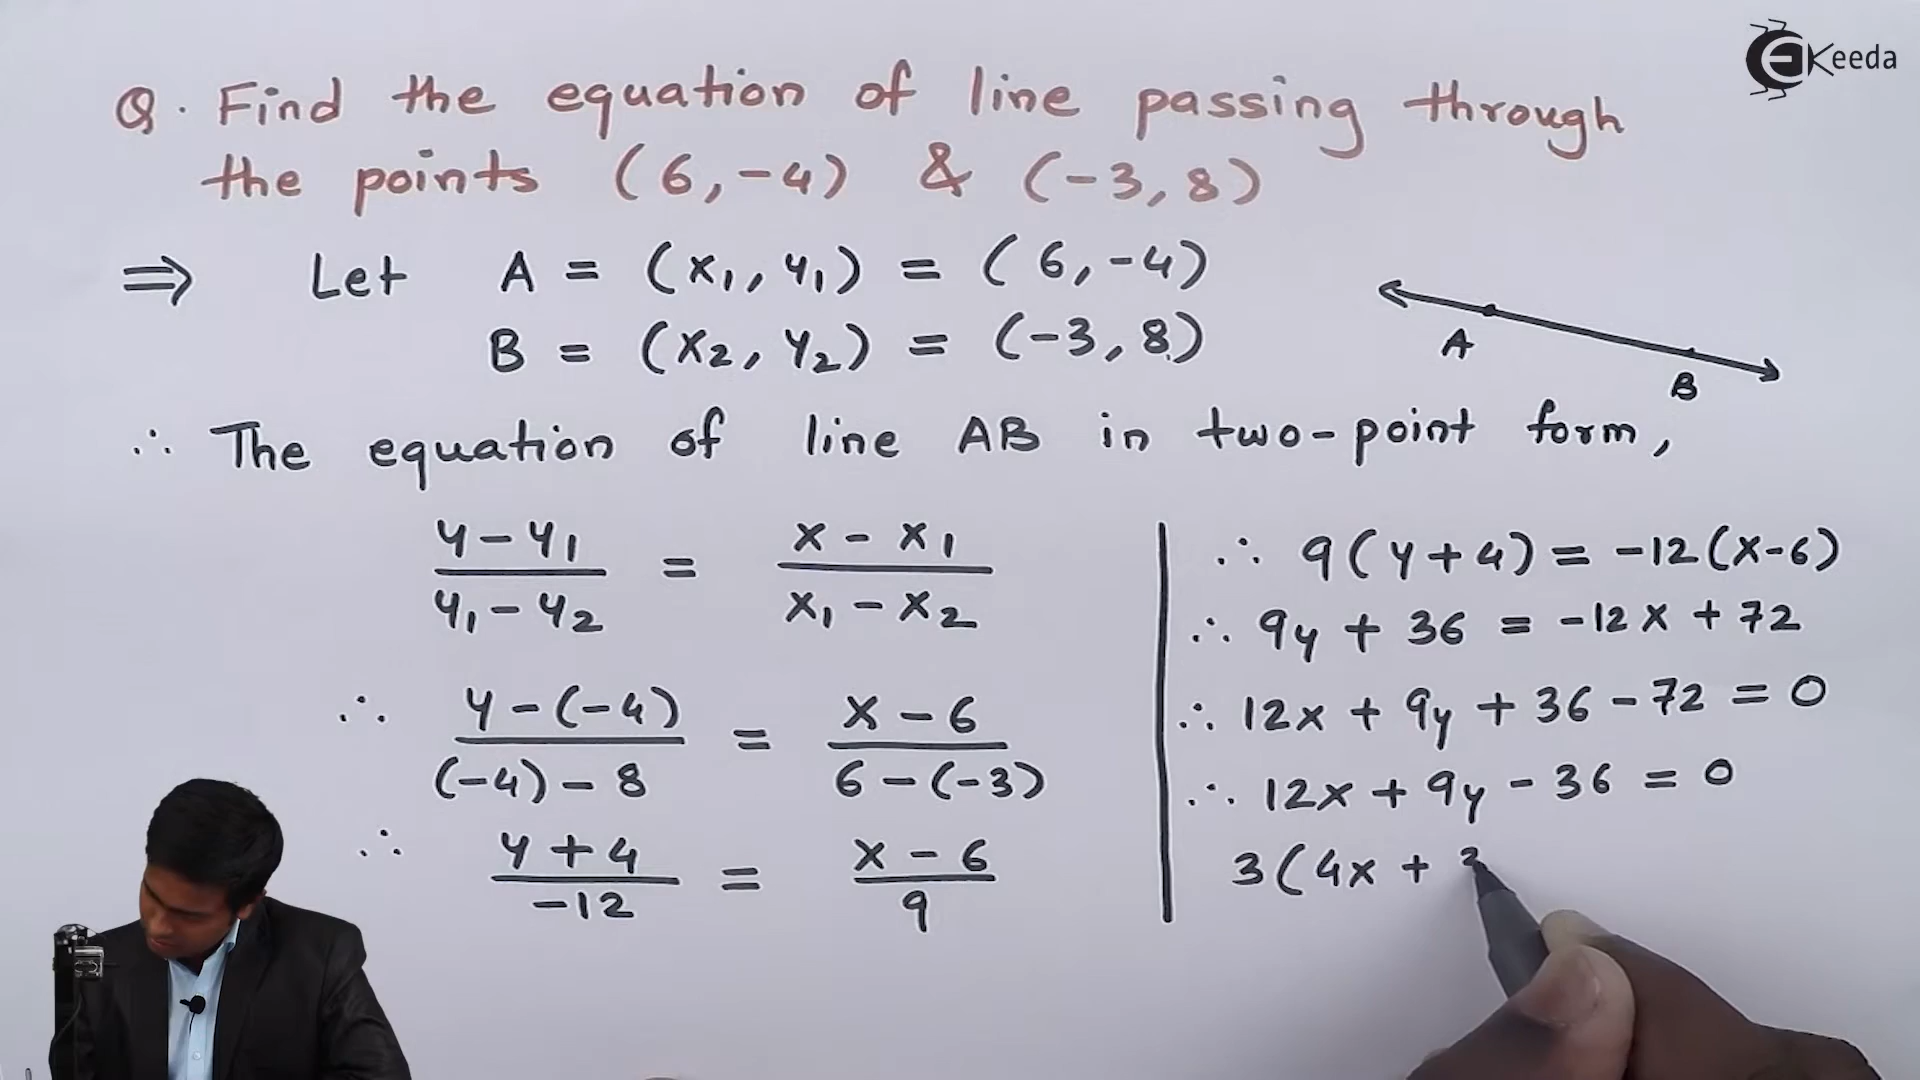 EKeeda
Q. Find the equation of line passing through
the points (6,-4) & (-3,8)
⇒ Let A = (x₁, y₁) = (6,-4)
B = (x₂, y₂) = (-3,8)
A
B
∴ The equation of line AB in two-point form,
y - y₁ / y₁ - y₂ = x - x₁ / x₁ - x₂
∴ y - (-4) / (-4) - 8 = x - 6 / 6 - (-3)
∴ y + 4 / -12 = x - 6 / 9
∴ 9(y+4) = -12(x-6)
∴ 9y + 36 = -12x + 72
∴ 12x + 9y + 36 - 72 = 0
∴ 12x + 9y - 36 = 0
3(4x + 3